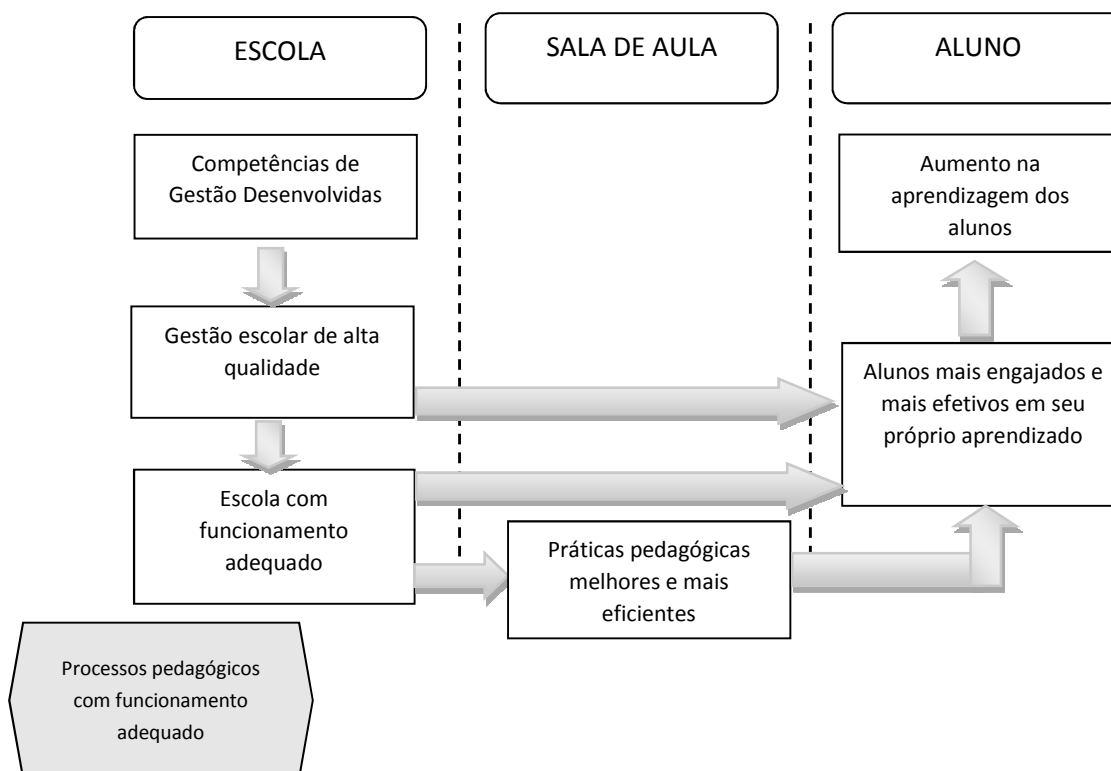 ESCOLA
SALA DE AULA
ALUNO
Competências de
Gestão Desenvolvidas
Aumento na
aprendizagem dos
alunos
Gestão escolar de alta
qualidade
Alunos mais engajados e
mais efetivos em seu
próprio aprendizado
Escola com
funcionamento
adequado
Práticas pedagógicas
melhores e mais
eficientes
Processos pedagógicos
com funcionamento
adequado